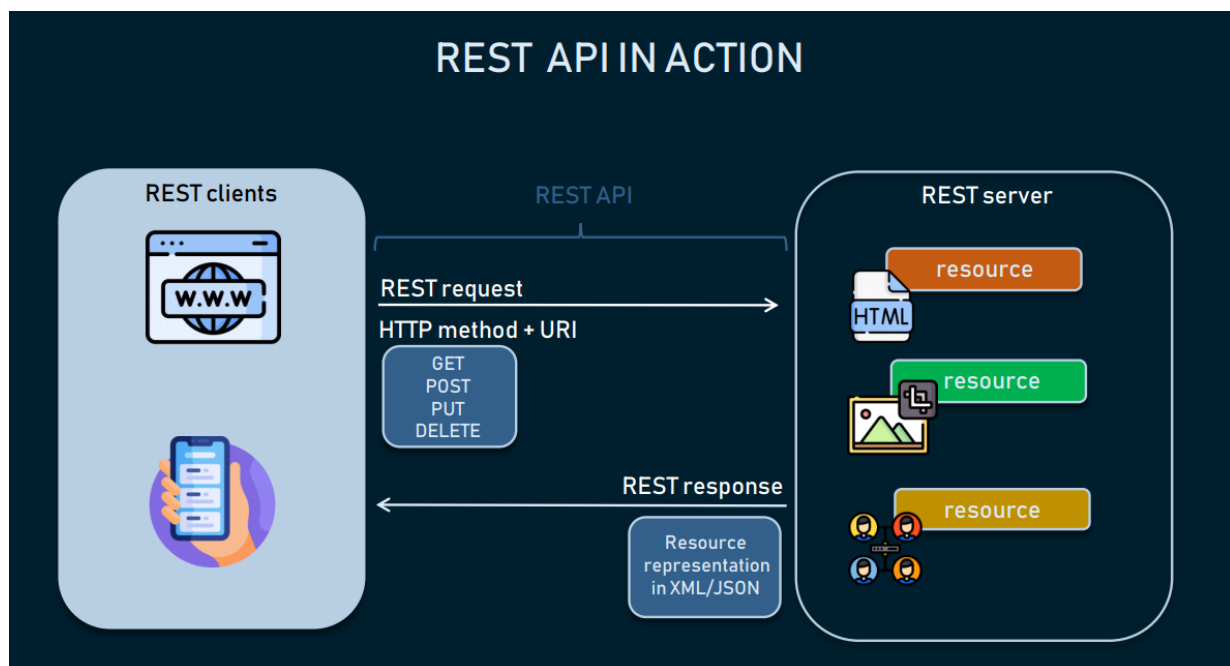 REST API IN ACTION
REST clients
W.W.W
REST API
REST request
HTTP method + URI
GET
POST
PUT
DELETE
REST response
Resource
representation
in XML/JSON
REST server
resource
HTML
resource
resource